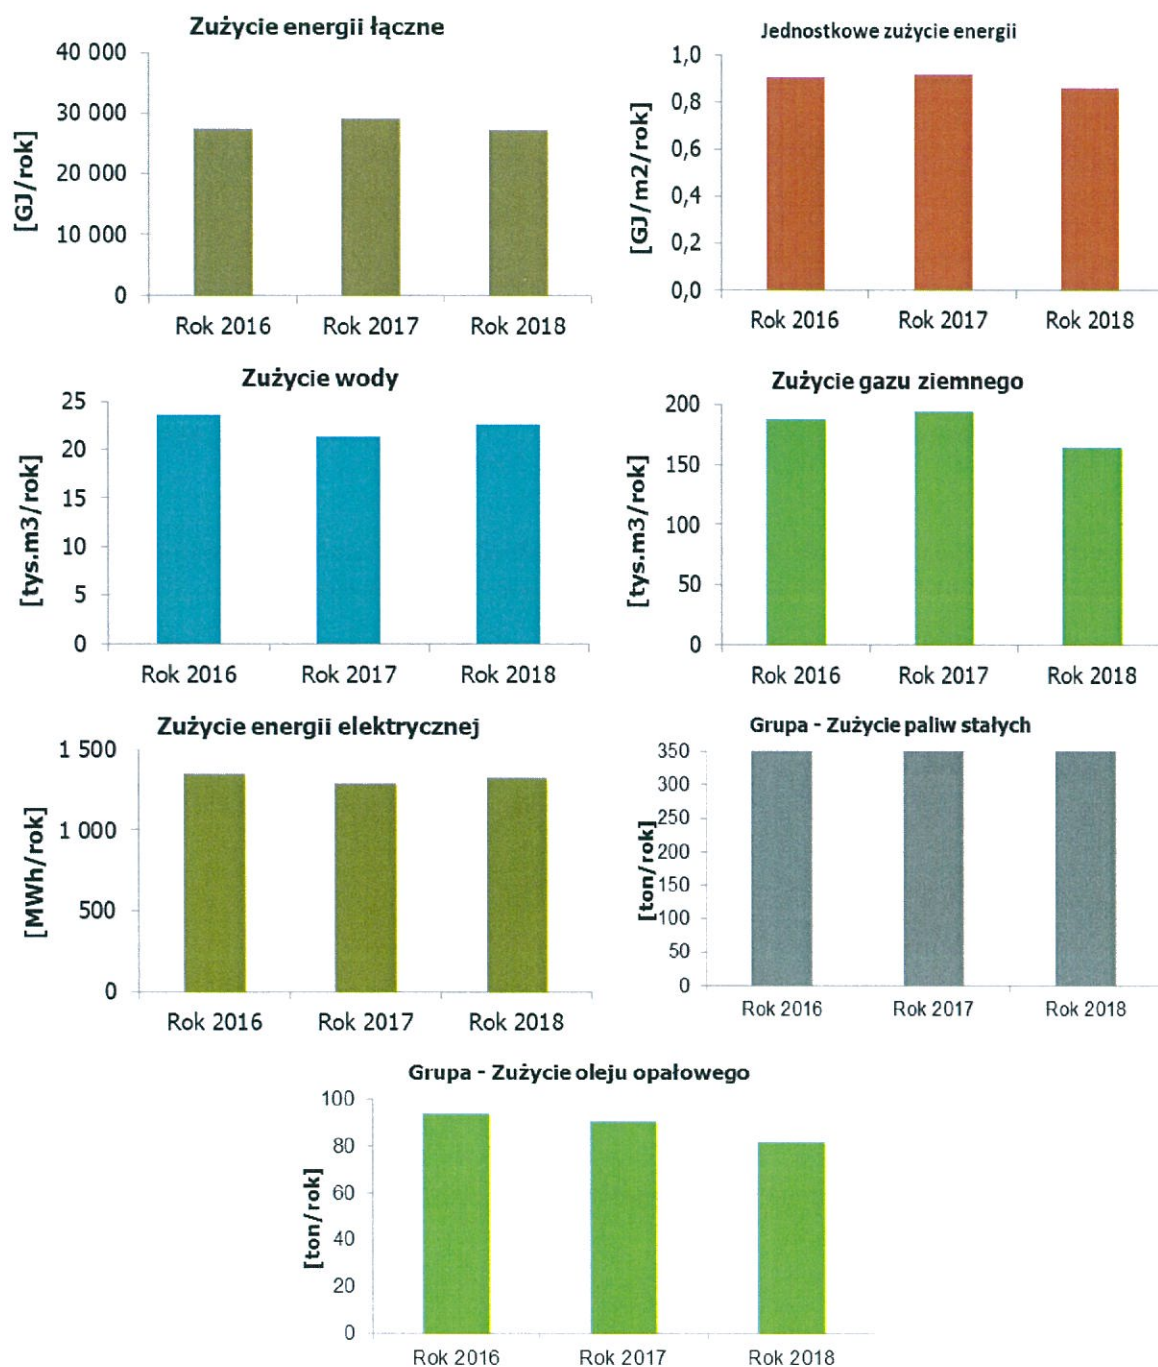 Zużycie energii łączne
[GJ/rok]
40 000
30 000
20 000
10 000
0
Rok 2016 Rok 2017 Rok 2018
Jednostkowe zużycie energii
[GJ/m2/rok]
1,0
0,8
0,6
0,4
0,2
0,0
Rok 2016 Rok 2017 Rok 2018
Zużycie wody
[tys.m3/rok]
25
20
15
10
5
0
Rok 2016 Rok 2017 Rok 2018
Zużycie gazu ziemnego
[tys.m3/rok]
200
150
100
50
0
Rok 2016 Rok 2017 Rok 2018
Zużycie energii elektrycznej
[MWh/rok]
1 500
1 000
500
0
Rok 2016 Rok 2017 Rok 2018
Grupa - Zużycie paliw stałych
[ton/rok]
350
300
250
200
150
100
50
0
Rok 2016 Rok 2017 Rok 2018
Grupa - Zużycie oleju opałowego
[ton/rok]
100
80
60
40
20
0
Rok 2016 Rok 2017 Rok 2018